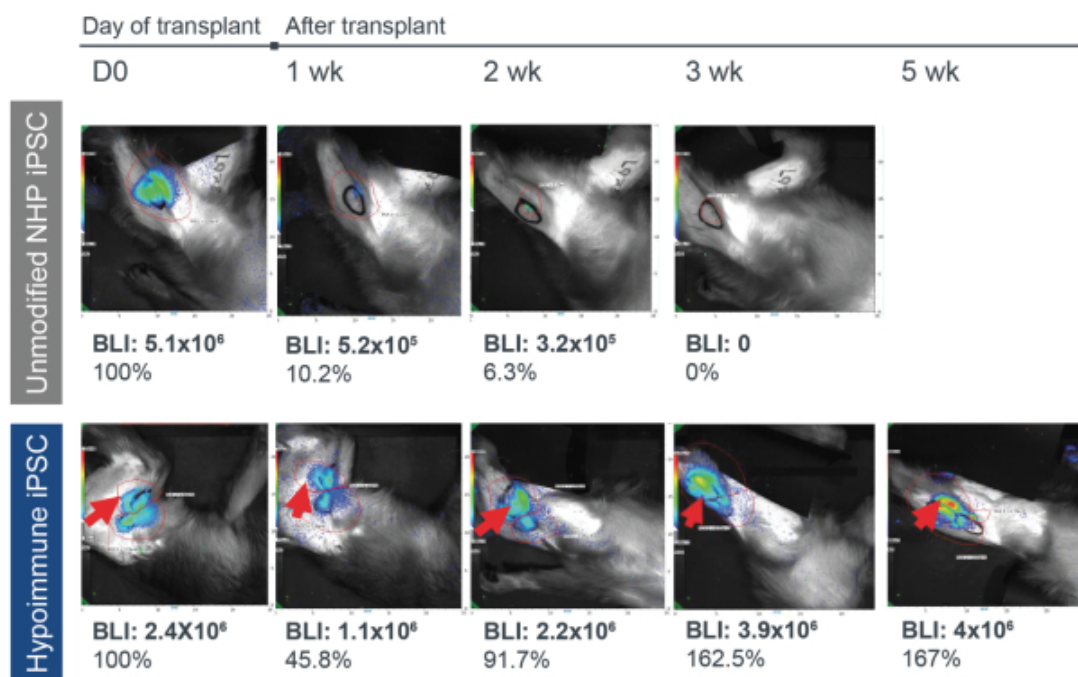 Day of transplant After transplant
D0 1 wk 2 wk 3 wk 5 wk
Unmodified NHP iPSC
BLI: 5.1x10⁶ BLI: 5.2x10⁵ BLI: 3.2x10⁵ BLI: 0
100% 10.2% 6.3% 0%
Hypoimmune iPSC
BLI: 2.4X10⁶ BLI: 1.1x10⁶ BLI: 2.2x10⁶ BLI: 3.9x10⁶ BLI: 4x10⁶
100% 45.8% 91.7% 162.5% 167%